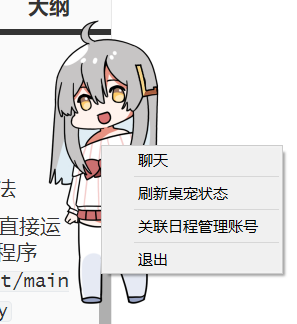 大纲
聊天
刷新桌宠状态
法
直接运
关联日程管理账号
程序
退出
t/main
y